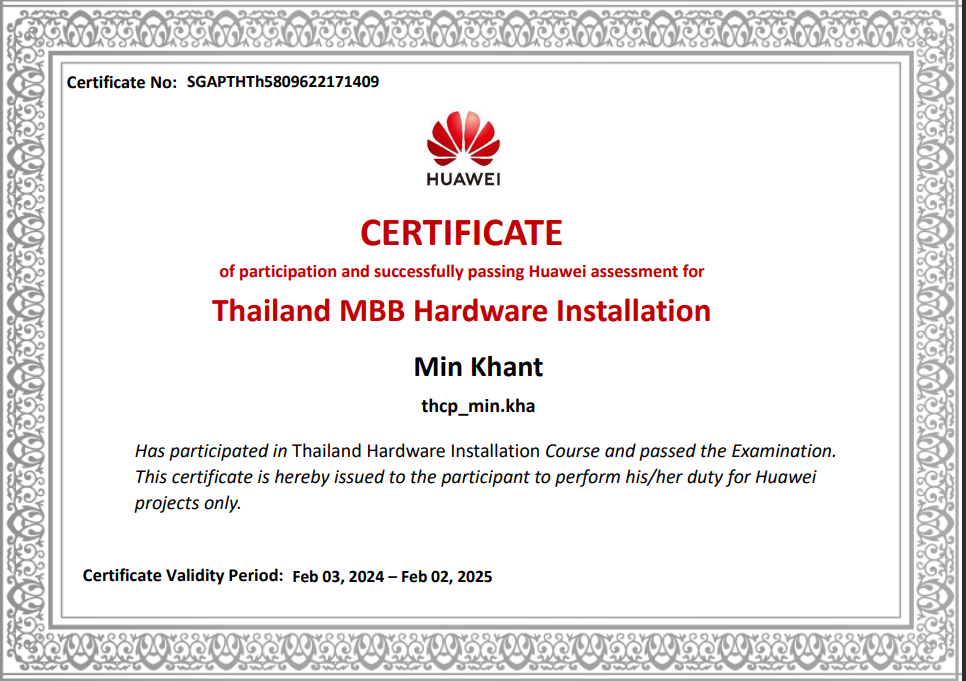 Certificate No: SGAPTHTh5809622171409
HUAWEI
CERTIFICATE
of participation and successfully passing Huawei assessment for
Thailand MBB Hardware Installation
Min Khant
thcp_min.kha
Has participated in Thailand Hardware Installation Course and passed the Examination.
This certificate is hereby issued to the participant to perform his/her duty for Huawei
projects only.
Certificate Validity Period: Feb 03, 2024 – Feb 02, 2025